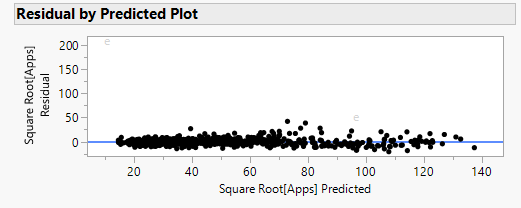 Residual by Predicted Plot
Square Root[Apps]
Residual
200
150
100
50
0
e
e
20
40
60
80
100
120
140
Square Root[Apps] Predicted